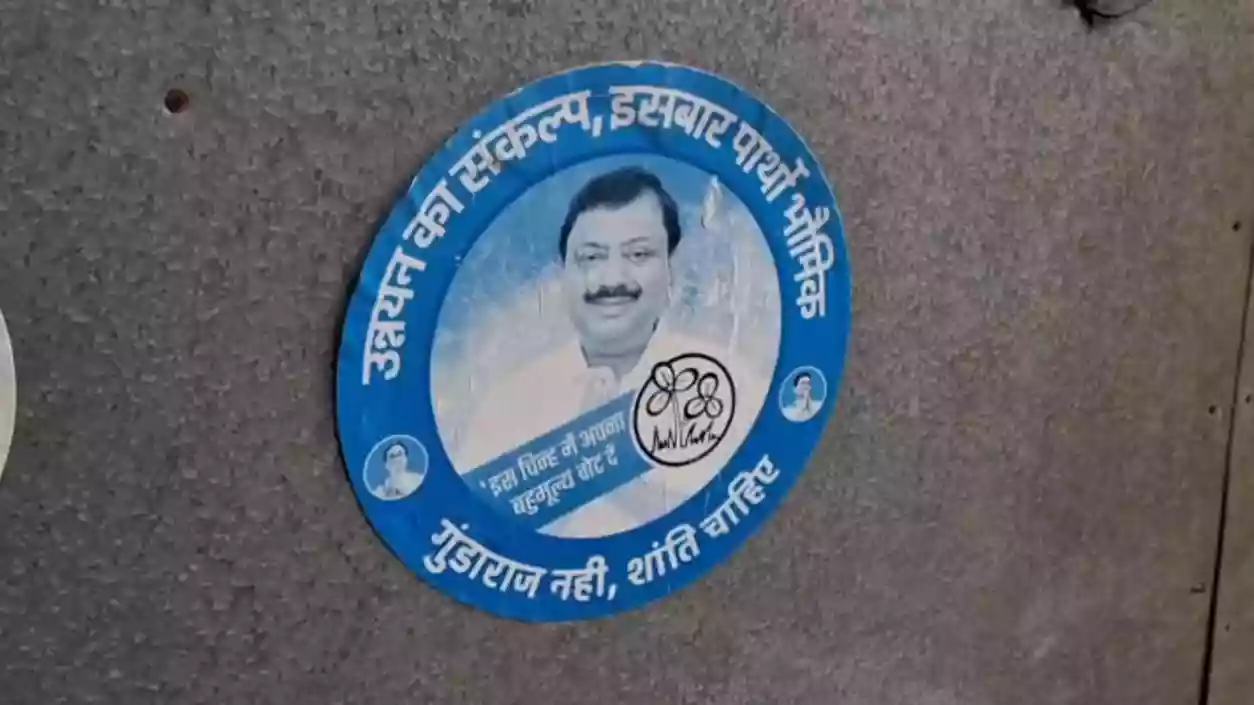 उन्नयन का संकल्प, इसबार पार्थो भौमिक
'इस चिन्ह में अपना
बहुमूल्य वोट दें
गुंडाराज नही, शांति चाहिए